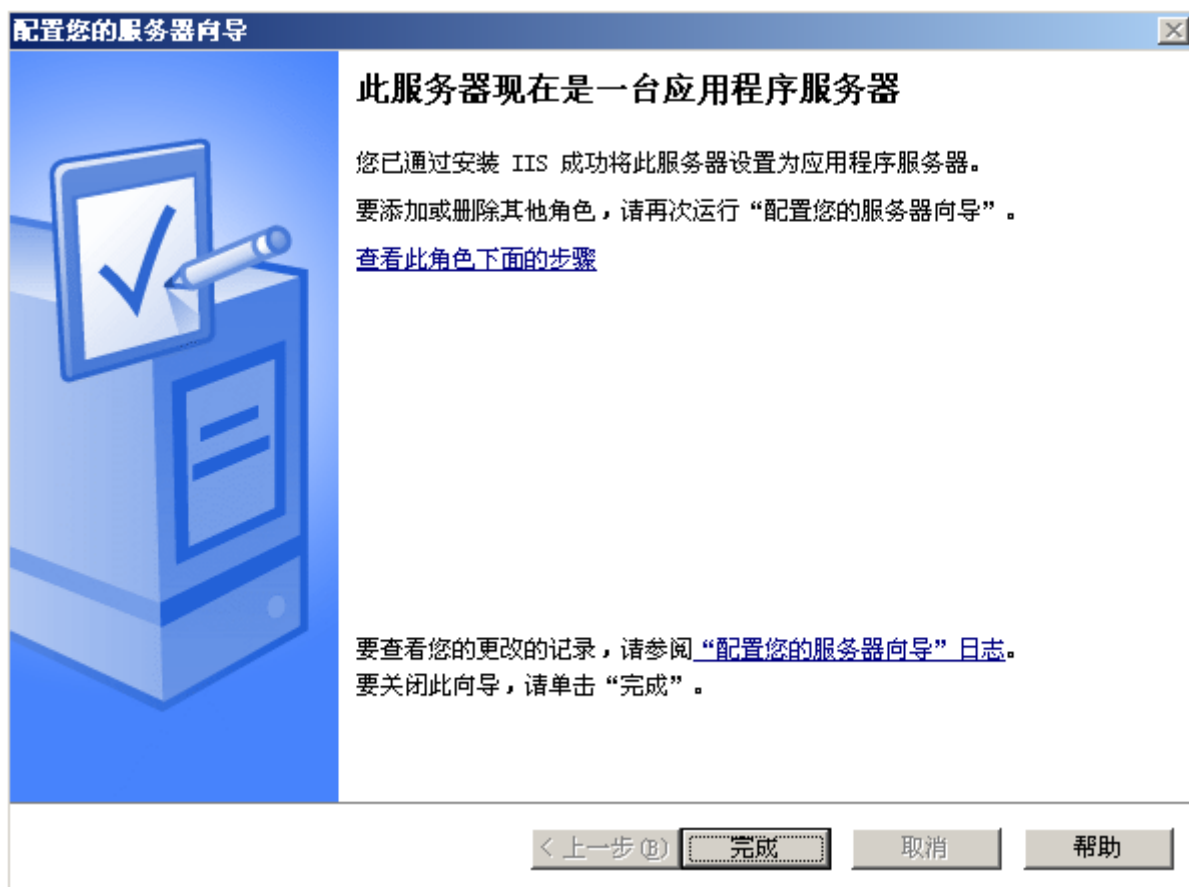 配置您的服务器向导
此服务器现在是一台应用程序服务器
您已通过安装 IIS 成功将此服务器设置为应用程序服务器。
要添加或删除其他角色，请再次运行“配置您的服务器向导”。
查看此角色下面的步骤
要查看您的更改的记录，请参阅“配置您的服务器向导”日志。
要关闭此向导，请单击“完成”。
< 上一步(B) 完成 取消 帮助